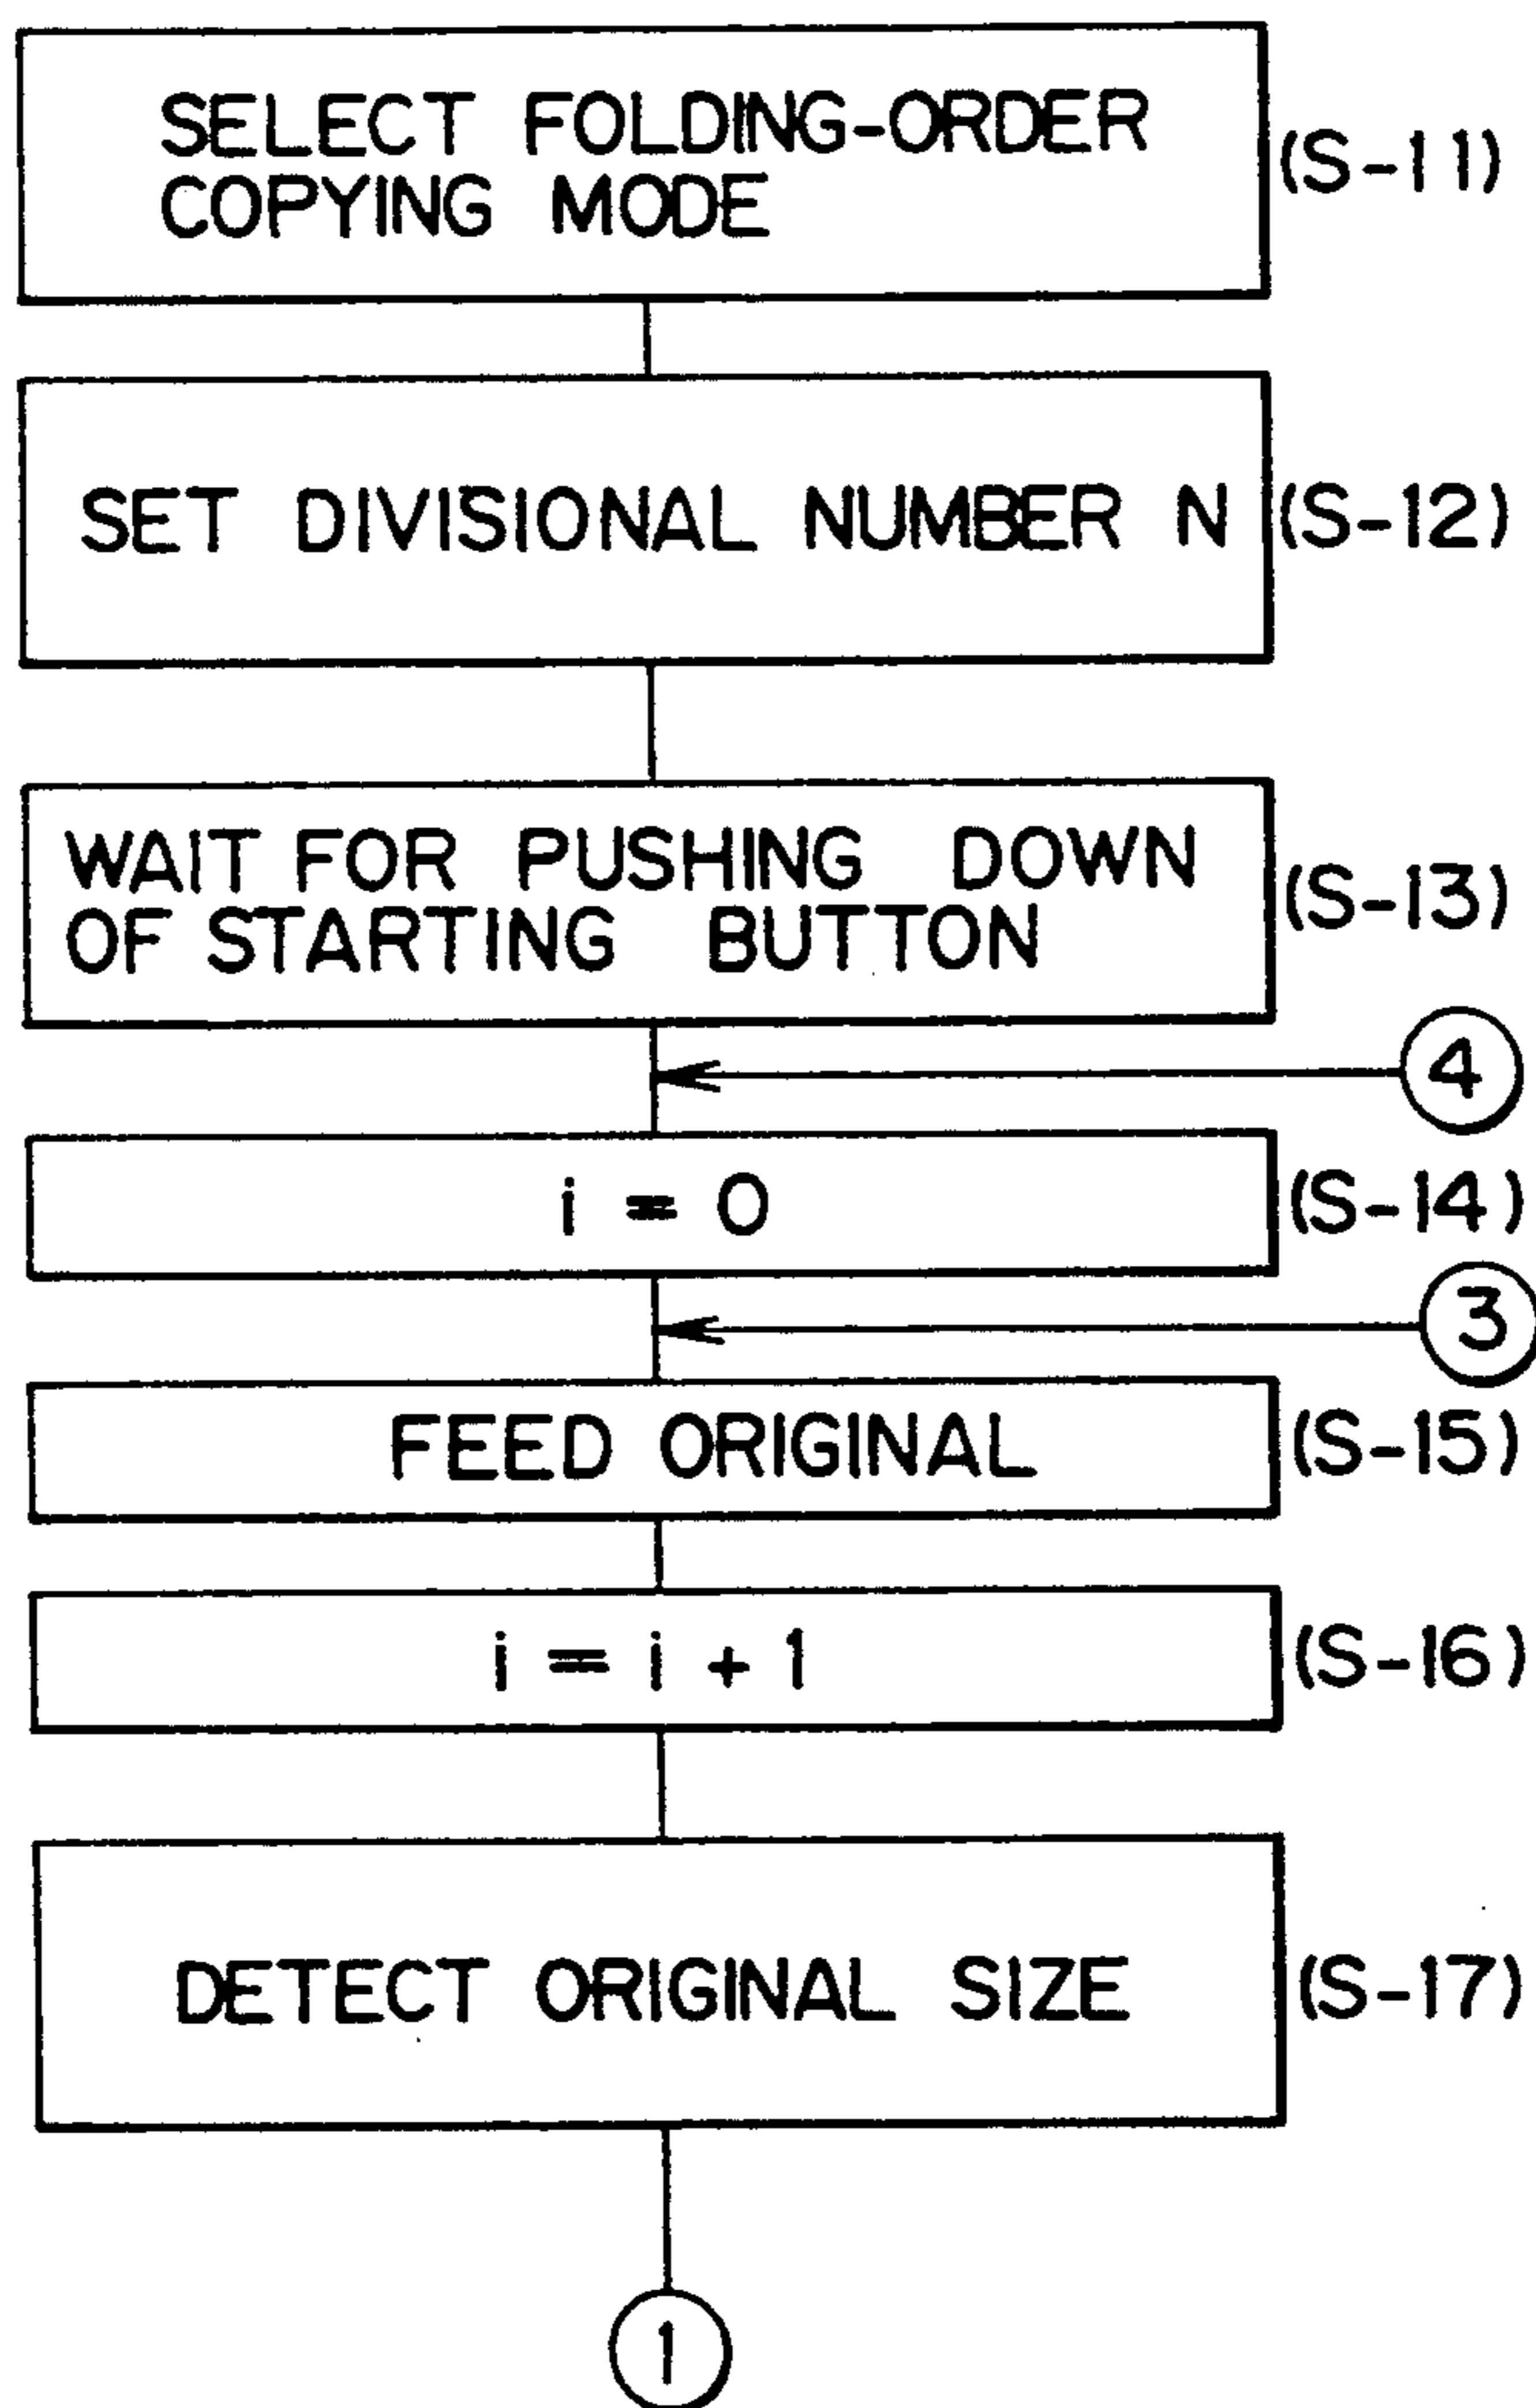 SELECT FOLDING-ORDER
COPYING MODE
(S-11)
SET DIVISIONAL NUMBER N
(S-12)
WAIT FOR PUSHING DOWN
OF STARTING BUTTON
(S-13)
4
i = 0
(S-14)
3
FEED ORIGINAL
(S-15)
i = i + 1
(S-16)
DETECT ORIGINAL SIZE
(S-17)
1